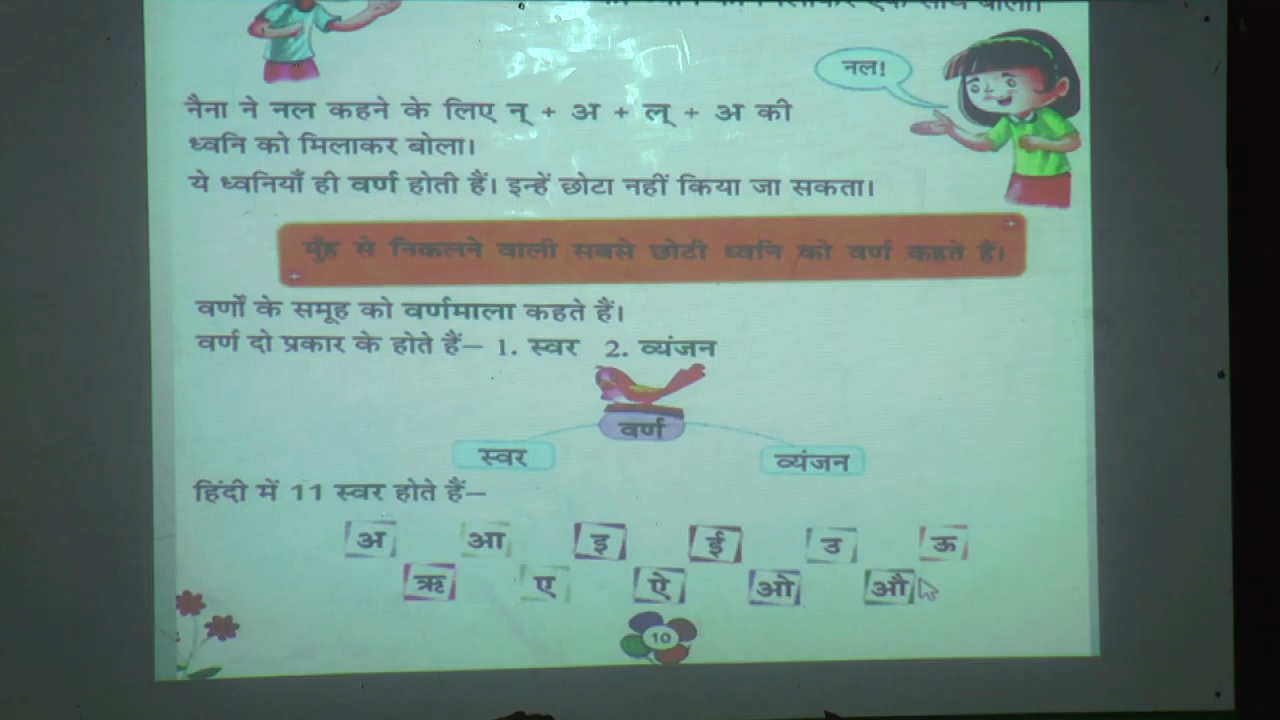 नल!
नैना ने नल कहने के लिए न् + अ + ल् + अ की
ध्वनि को मिलाकर बोला।
ये ध्वनियाँ ही वर्ण होती हैं। इन्हें छोटा नहीं किया जा सकता।
मुँह से निकलने वाली सबसे छोटी ध्वनि को वर्ण कहते हैं।
वर्णों के समूह को वर्णमाला कहते हैं।
वर्ण दो प्रकार के होते हैं– 1. स्वर 2. व्यंजन
वर्ण
स्वर व्यंजन
हिंदी में 11 स्वर होते हैं–
अ आ इ ई उ ऊ
ऋ ए ऐ ओ औ
10